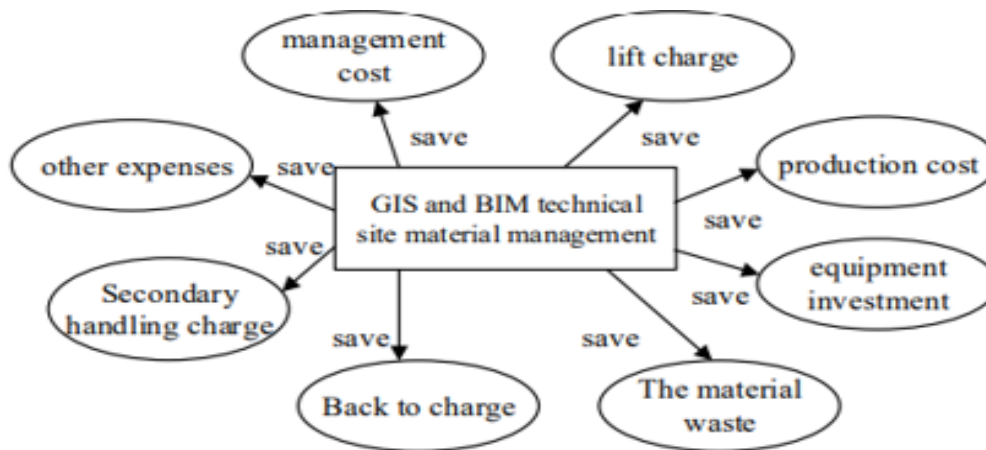 management
cost
lift charge
save
save
other expenses
save
production cost
GIS and BIM technical
site material management
save
save
Secondary
handling charge
equipment
investment
save
save
save
Back to charge
The material
waste